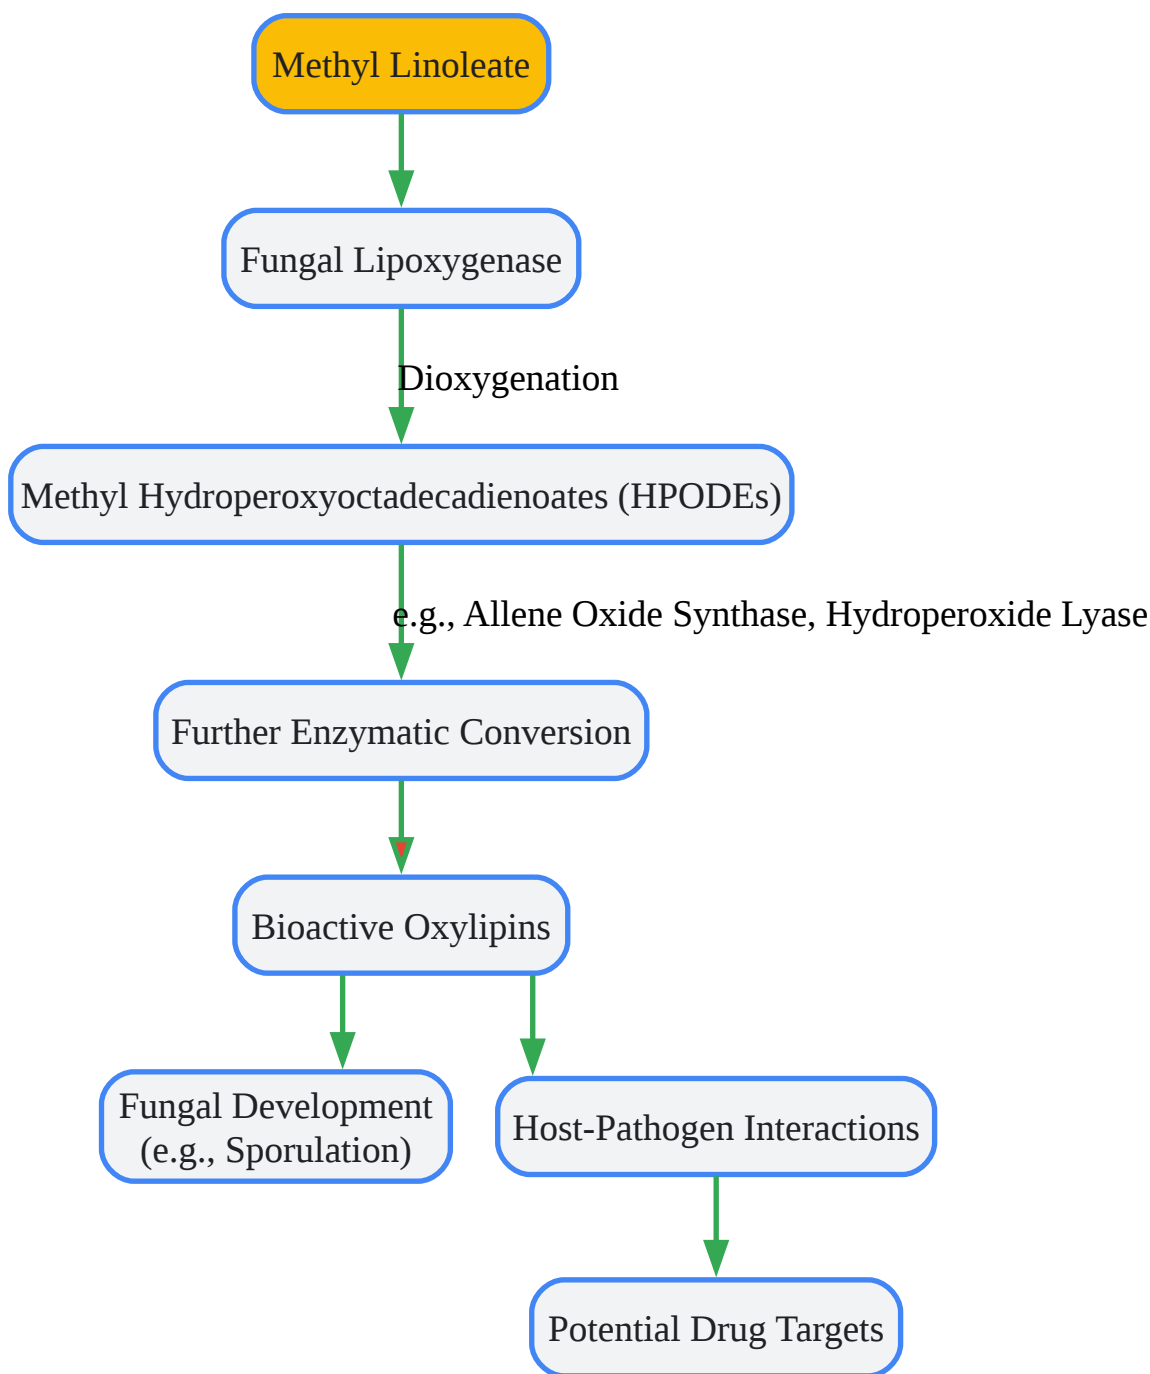 Methyl Linoleate
Fungal Lipoxygenase
Dioxygenation
Methyl Hydroperoxyoctadecadienoates (HPODEs)
e.g., Allene Oxide Synthase, Hydroperoxide Lyase
Further Enzymatic Conversion
Bioactive Oxylipins
Fungal Development
(e.g., Sporulation)
Host-Pathogen Interactions
Potential Drug Targets